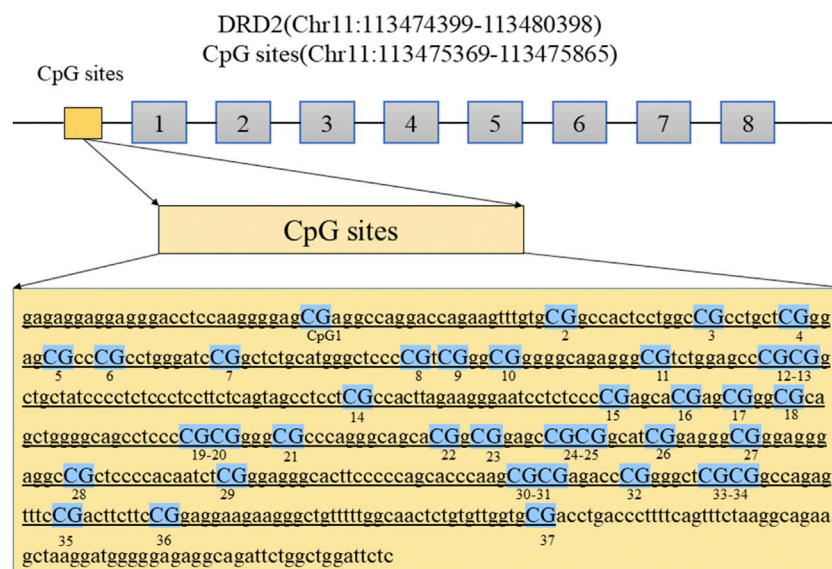 DRD2(Chr11:113474399-113480398)
CpG sites(Chr11:113475369-113475865)
CpG sites
1 2 3 4 5 6 7 8
CpG sites
gagaggaggagggacctccaaggggagCGaggccaggaccagaagtttgtgCGgccactcctggcCGcctgctCGgg
CpG1 2 3 4
agCGccCGcctgggatcCGgctctgcatgggctcccCGtCGggCGggggcagagggCGtctggagccCGCGg
5 6 7 8 9 10 11 12-13
ctgctatcccctctccctccttctcagtagcctcctCGccacttagaagggaatcctctcccCGagcaCGagCGggCGca
14 15 16 17 18
gctggggcagcctcccCGCGgggCGcccagggcagcaCGgCGgagcCGCGgcatCGgagggCGggaggg
19-20 21 22 23 24-25 26 27
aggcCGctccccacaatctCGggagggcacttcccccagcacccaagCGCGagaccCGgggctCGCGgccagag
28 29 30-31 32 33-34
tttcCGacttcttcCGgaggaagaagggctgtttttggcaactctgtgttggtgCGacctgacccttttcagtttctaaggcagaa
35 36 37
gctaaggatgggggagaggcagattctggctggattctc